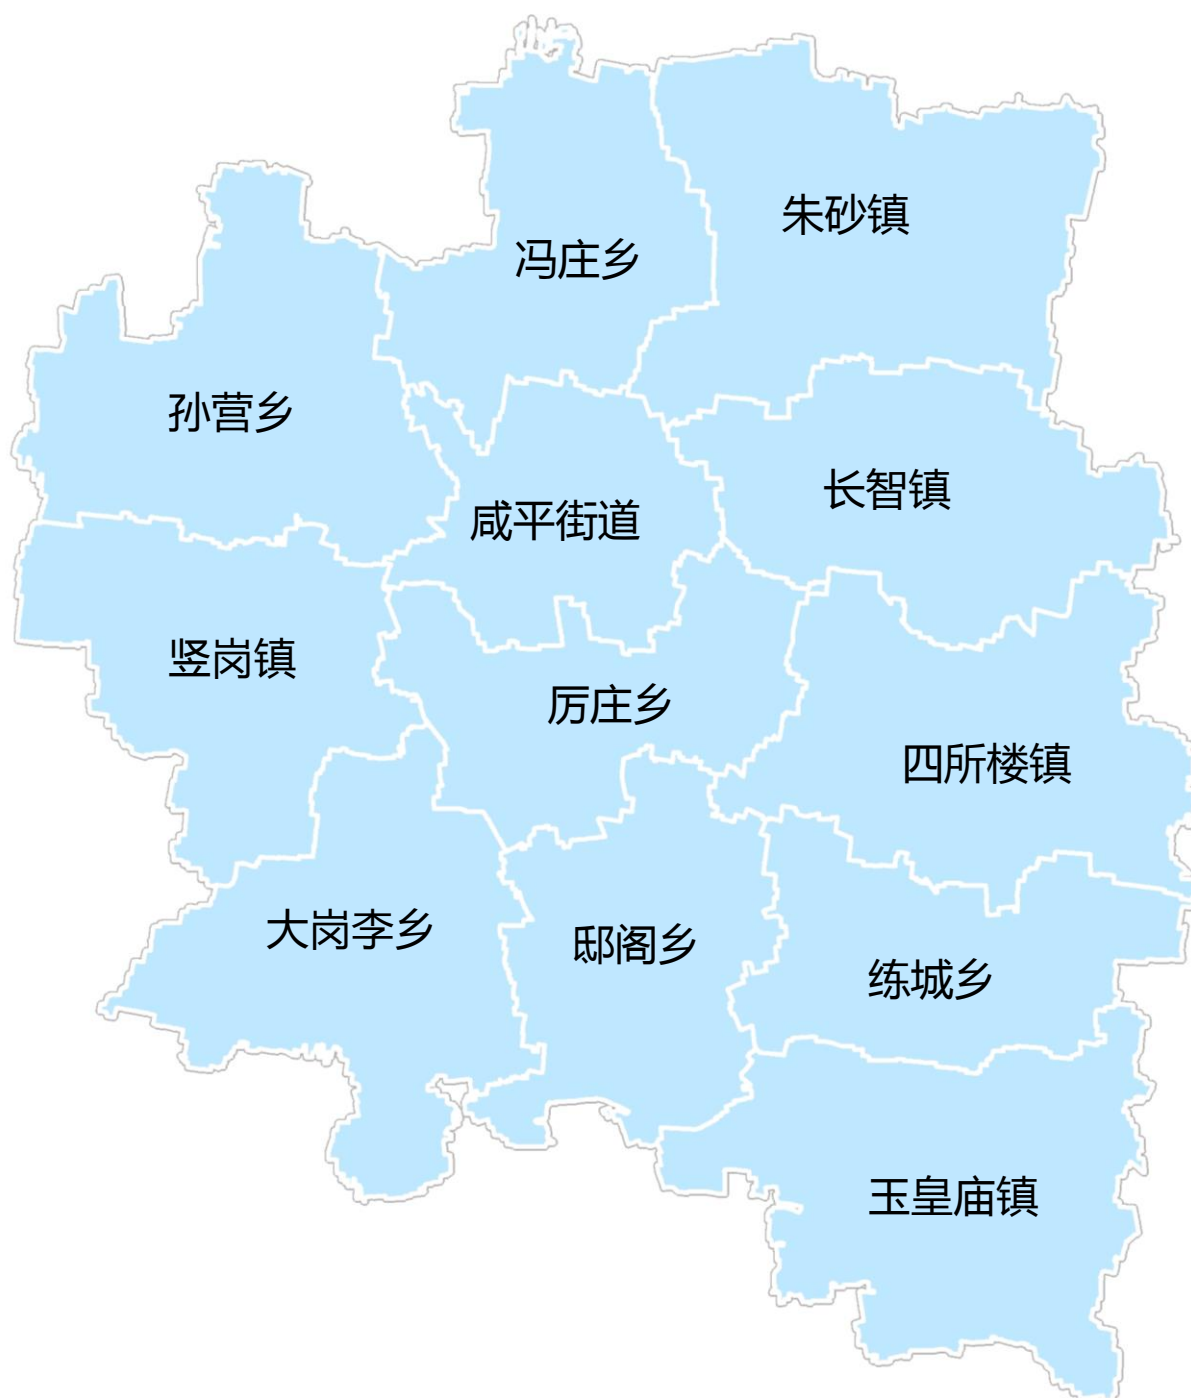 朱砂镇
冯庄乡
孙营乡
长智镇
咸平街道
竖岗镇
厉庄乡
四所楼镇
大岗李乡
邸阁乡
练城乡
玉皇庙镇